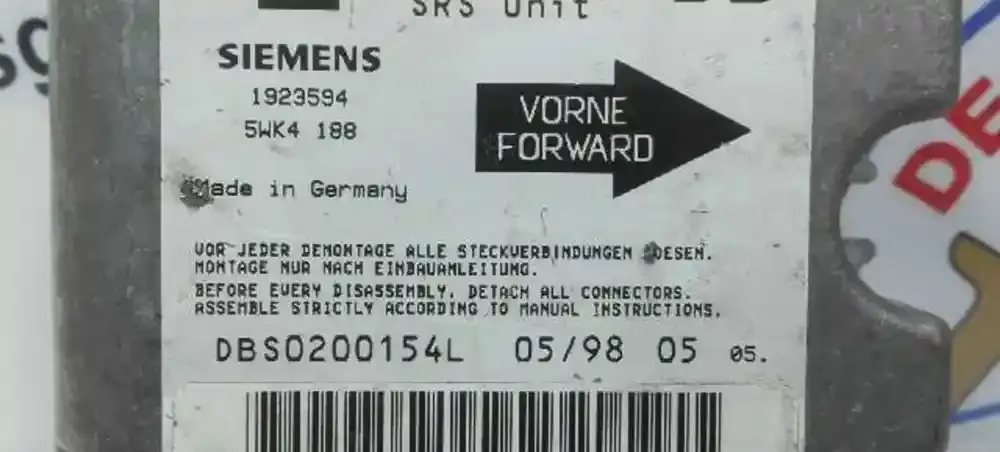 SRS Unit
SIEMENS
1923594
5WK4 188
VORNE
FORWARD
Made in Germany
VOR JEDER DEMONTAGE ALLE STECKVERBINDUNGEN
MONTAGE NUR NACH EINBAUANLEITUNG.
BEFORE EVERY DISASSEMBLY, DETACH ALL CONNECTORS.
ASSEMBLE STRICTLY ACCORDING TO MANUAL INSTRUCTIONS.
DBS0200154L 05/98 05 05.
DE